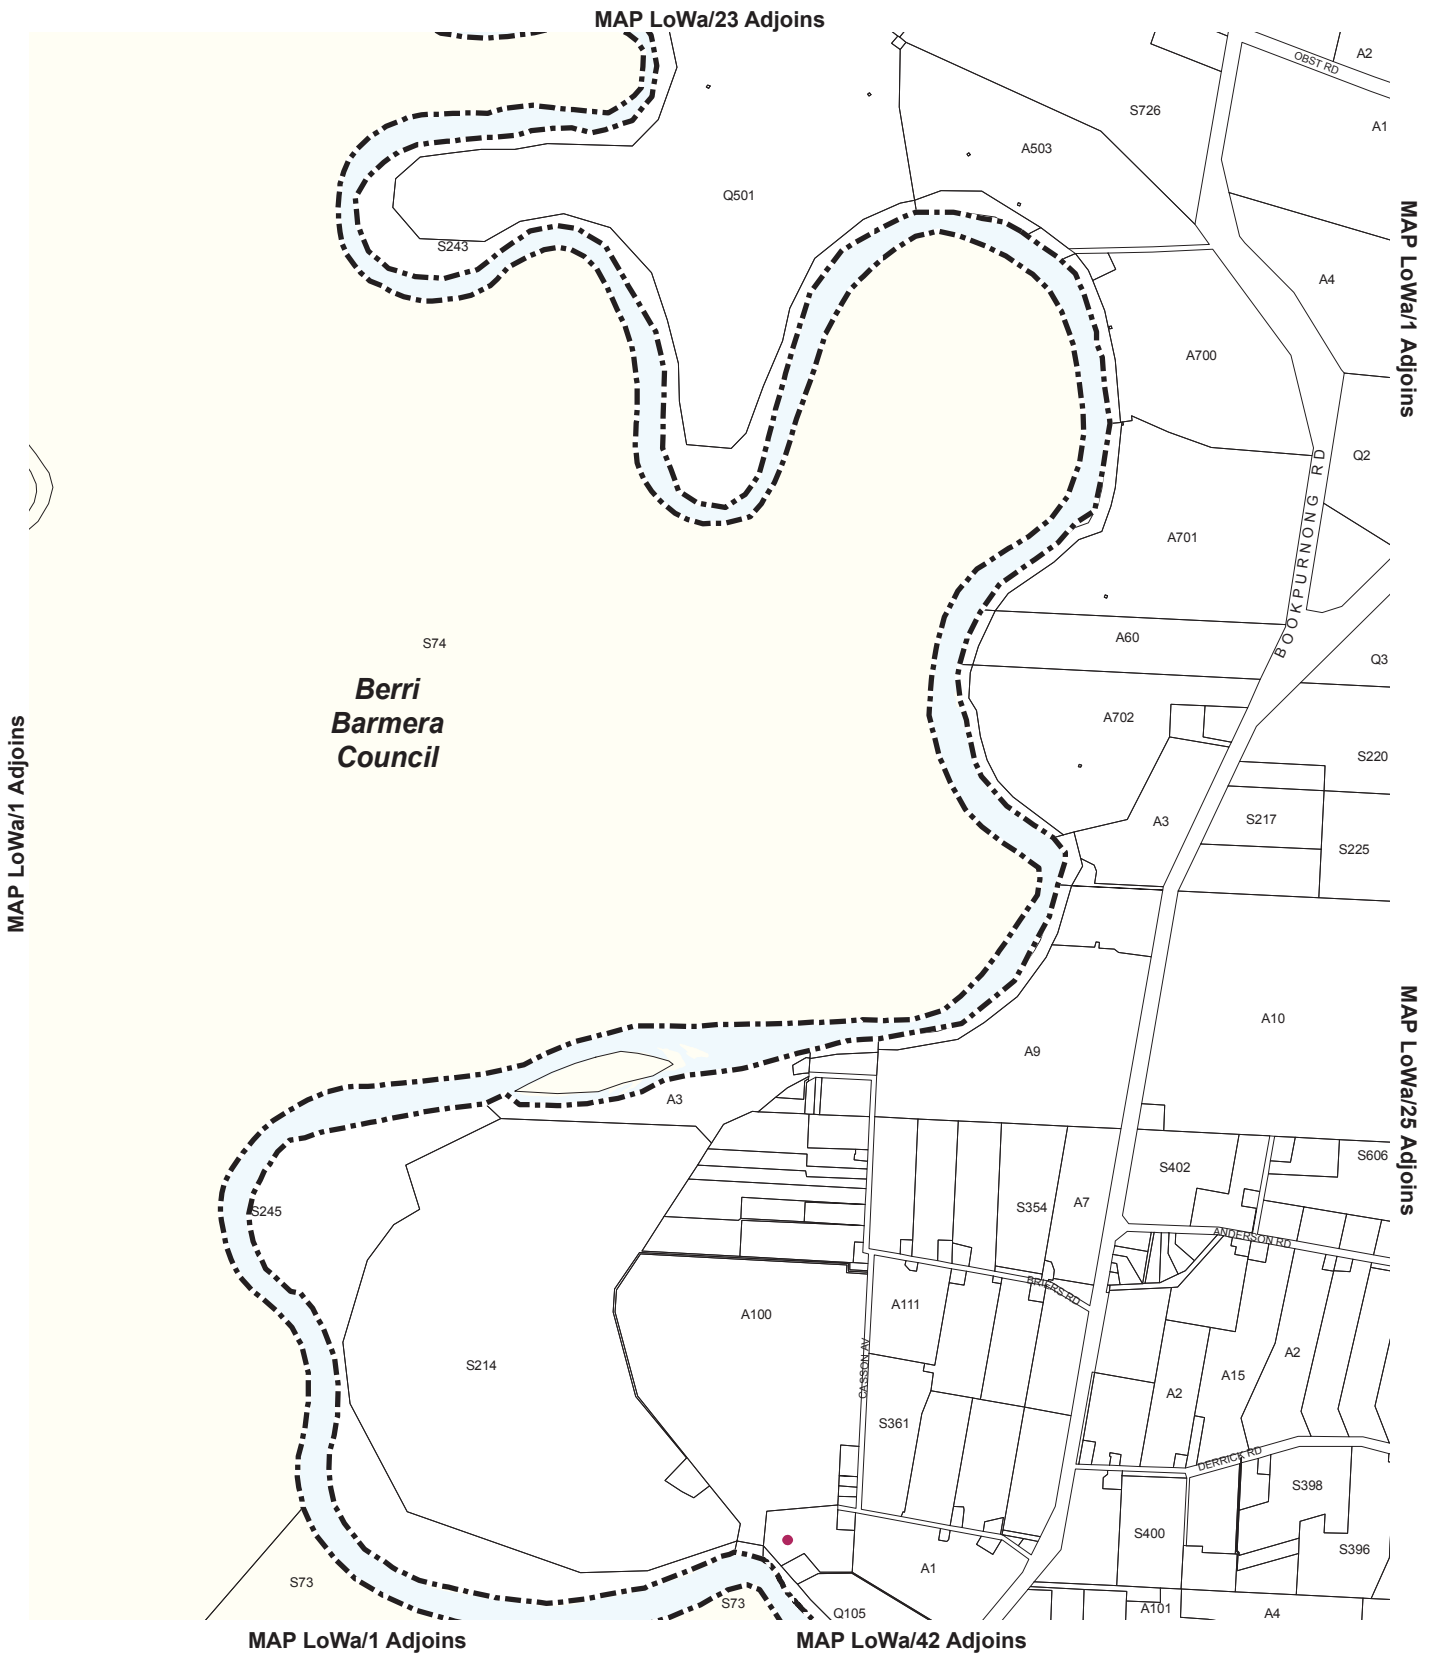 MAP LoWa/23 Adjoins
OBST RD
A2
S726
A1
A503
Q501
S243
A4
MAP LoWa/1 Adjoins
A700
Q2
BOOKPURNONG RD
A701
A60
S74
Q3
Berri
Barmera
Council
A702
MAP LoWa/1 Adjoins
S220
A3
S217
S225
A10
A9
MAP LoWa/25 Adjoins
A3
S606
S402
S354
A7
S245
ANDERSON RD
BRIERS RD
A111
A100
CASSON AV
S214
A2
A15
A2
S361
DERRICK RD
S398
S400
S396
A1
S73
S73
Q105
A101
A4
MAP LoWa/1 Adjoins
MAP LoWa/42 Adjoins